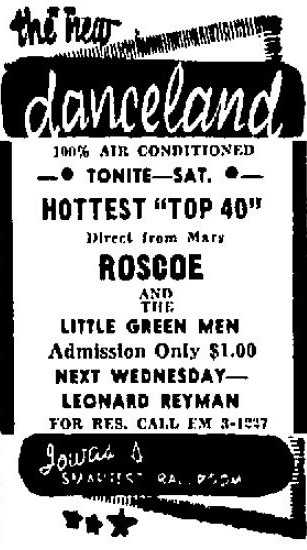 the new
danceland
100% AIR CONDITIONED
TONITE—SAT.
HOTTEST "TOP 40"
Direct from Mars
ROSCOE
AND
THE
LITTLE GREEN MEN
Admission Only $1.00
NEXT WEDNESDAY—
LEONARD REYMAN
FOR RES. CALL EM
Iowa's
SMARTEST BALLROOM